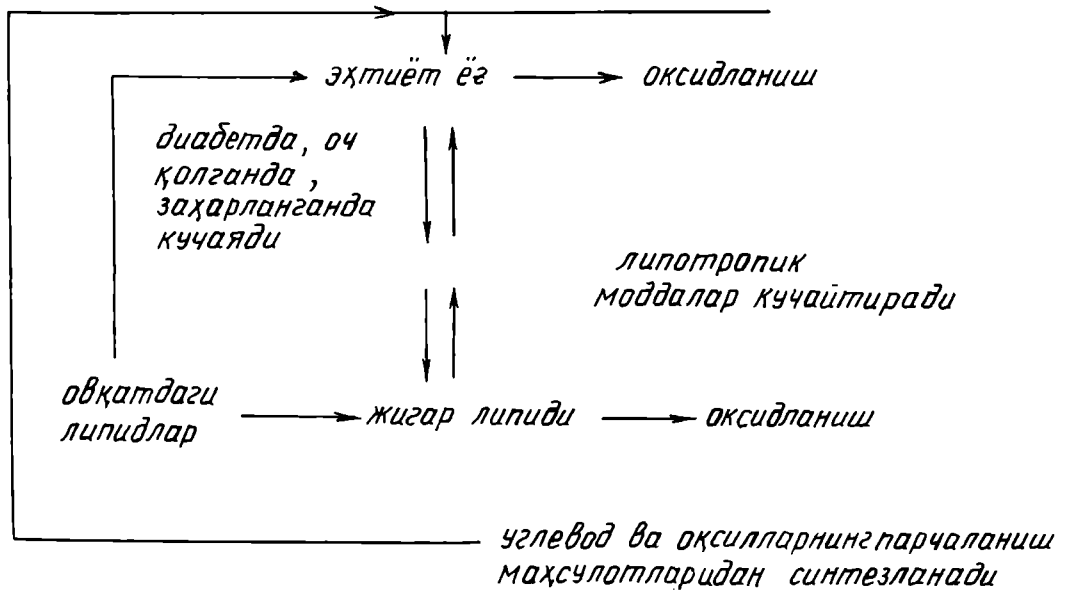 эҳтиёт ёғ
оксидланиш
диабетда, оч
қолганда,
заҳарланганда
кучаяди
липотропик
моддалар кучайтиради
овқатдаги
липидлар
жигар липиди
оксидланиш
углевод ва оқсилларнинг парчаланиш
маҳсулотларидан синтезланади